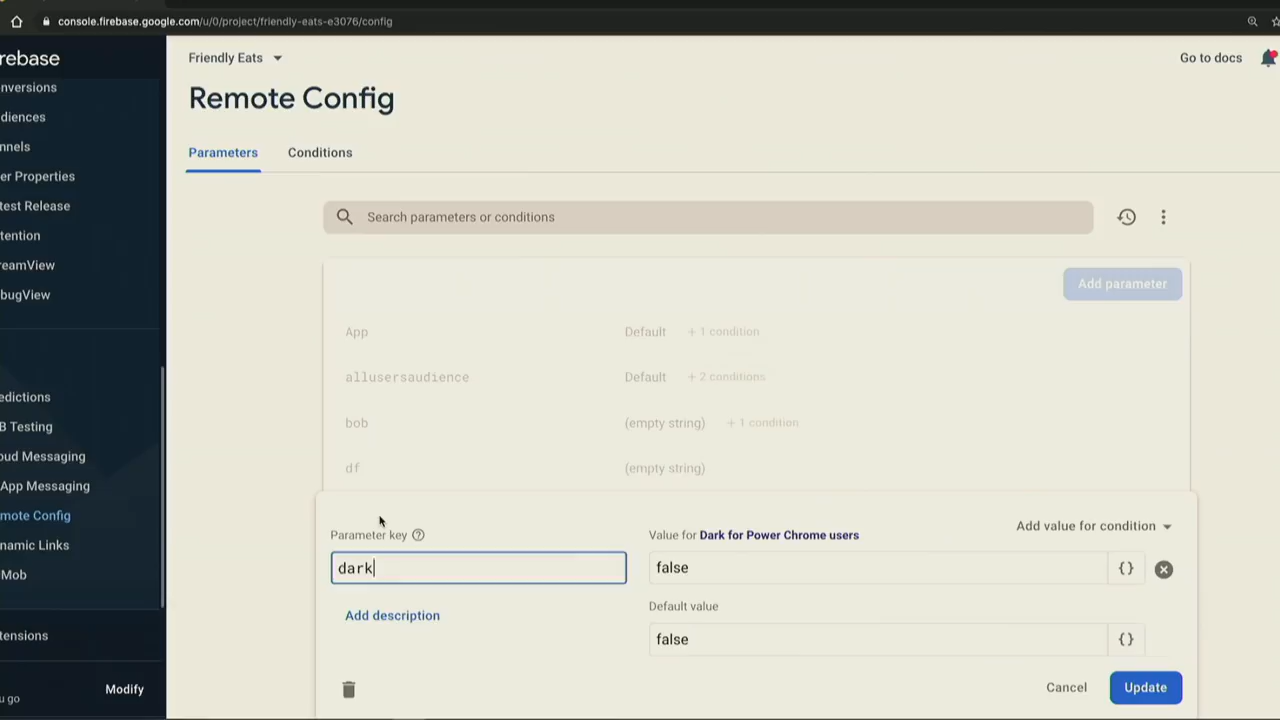 console.firebase.google.com/u/0/project/friendly-eats-e3076/config
rebase
Friendly Eats
Go to docs
Remote Config
Parameters
Conditions
Search parameters or conditions
Add parameter
App
Default
+ 1 condition
allusersaudience
Default
+ 2 conditions
bob
(empty string)
+ 1 condition
df
(empty string)
nversions
diences
nnels
er Properties
test Release
tention
reamView
bugView
edictions
B Testing
oud Messaging
App Messaging
mote Config
namic Links
Mob
tensions
u go
Modify
Parameter key
dark
Add description
Add value for condition
Value for Dark for Power Chrome users
false
{}
Default value
false
{}
Cancel
Update